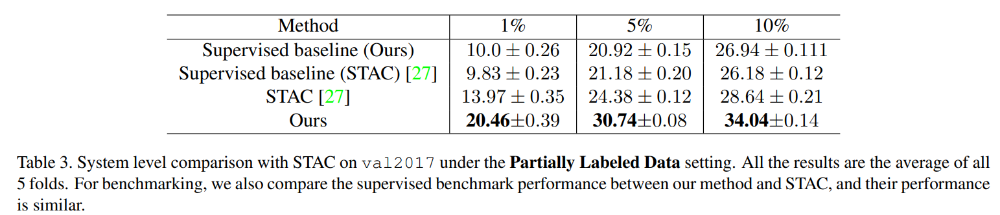 Method 1% 5% 10%
Supervised baseline (Ours) 10.0 ± 0.26 20.92 ± 0.15 26.94 ± 0.111
Supervised baseline (STAC) [27] 9.83 ± 0.23 21.18 ± 0.20 26.18 ± 0.12
STAC [27] 13.97 ± 0.35 24.38 ± 0.12 28.64 ± 0.21
Ours 20.46±0.39 30.74±0.08 34.04±0.14
Table 3. System level comparison with STAC on val2017 under the Partially Labeled Data setting. All the results are the average of all
5 folds. For benchmarking, we also compare the supervised benchmark performance between our method and STAC, and their performance
is similar.